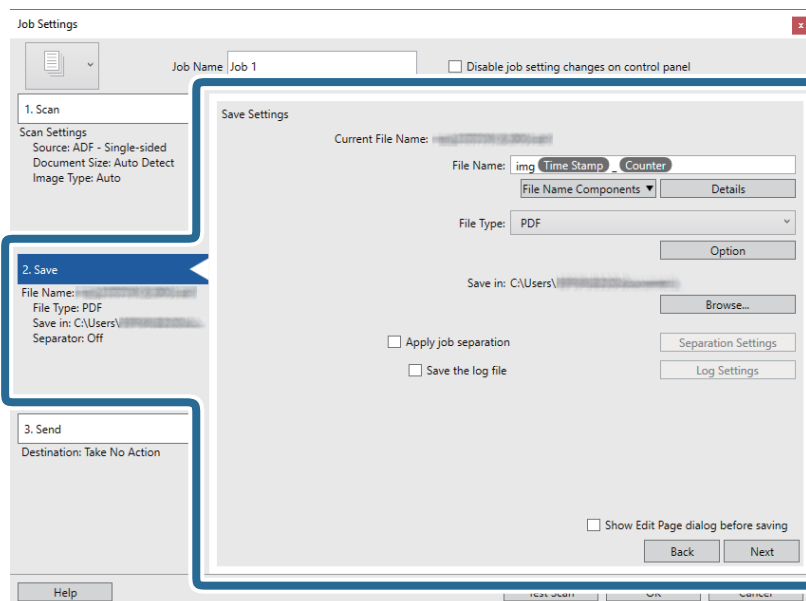 Job Settings
x
Job Name Job 1
Disable job setting changes on control panel
1. Scan
Scan Settings
Source: ADF - Single-sided
Document Size: Auto Detect
Image Type: Auto
2. Save
File Name:
File Type: PDF
Save in: C:\Users\
Separator: Off
3. Send
Destination: Take No Action
Save Settings
Current File Name:
File Name: img Time Stamp _ Counter
File Name Components ▼ Details
File Type: PDF
Option
Save in: C:\Users\
Browse...
Apply job separation Separation Settings
Save the log file Log Settings
Show Edit Page dialog before saving
Back Next
Help Test Scan OK Cancel